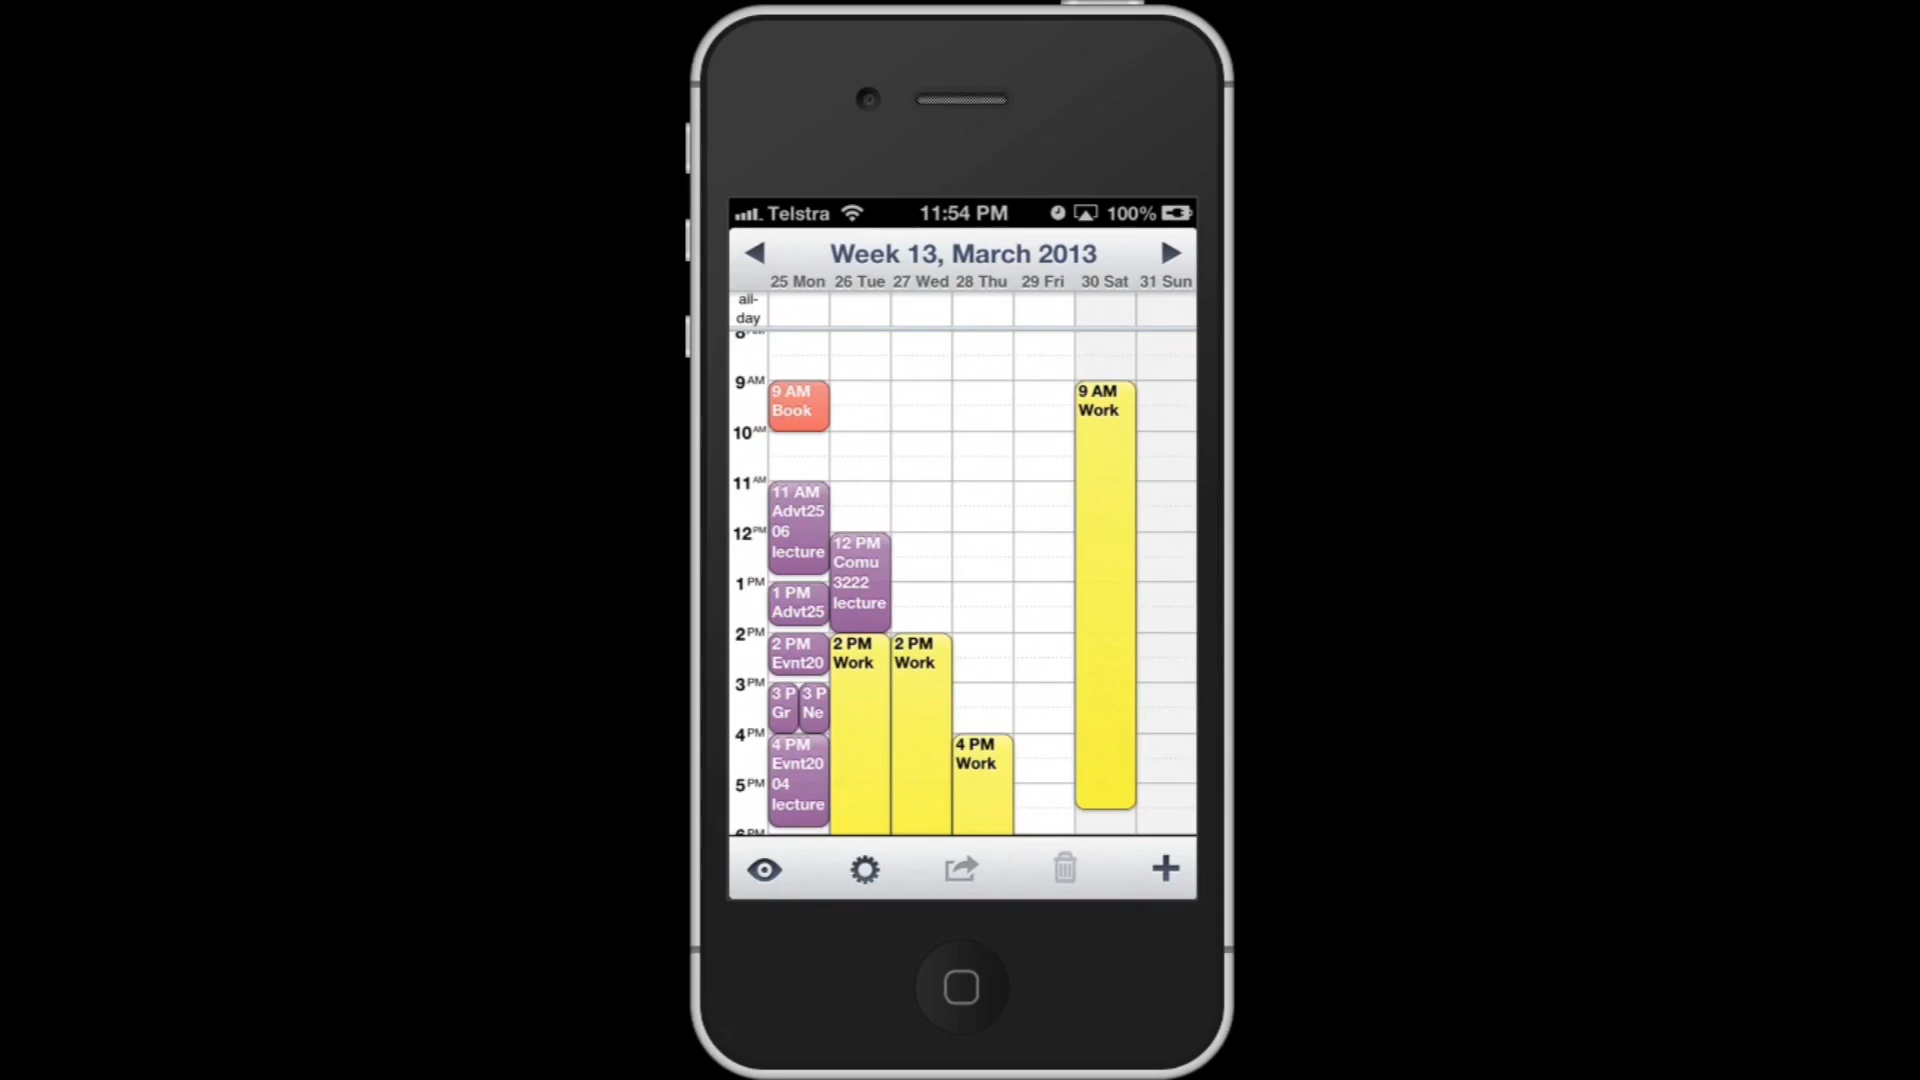 Telstra 11:54 PM 100%
Week 13, March 2013
25 Mon 26 Tue 27 Wed 28 Thu 29 Fri 30 Sat 31 Sun
all-
day
8 AM
9 AM
10 AM
11 AM
12 PM
1 PM
2 PM
3 PM
4 PM
5 PM
6 PM
9 AM
Book
11 AM
Advt25
06
lecture
1 PM
Advt25
2 PM
Evnt20
3 P
Gr
3 P
Ne
4 PM
Evnt20
04
lecture
12 PM
Comu
3222
lecture
2 PM
Work
2 PM
Work
4 PM
Work
9 AM
Work